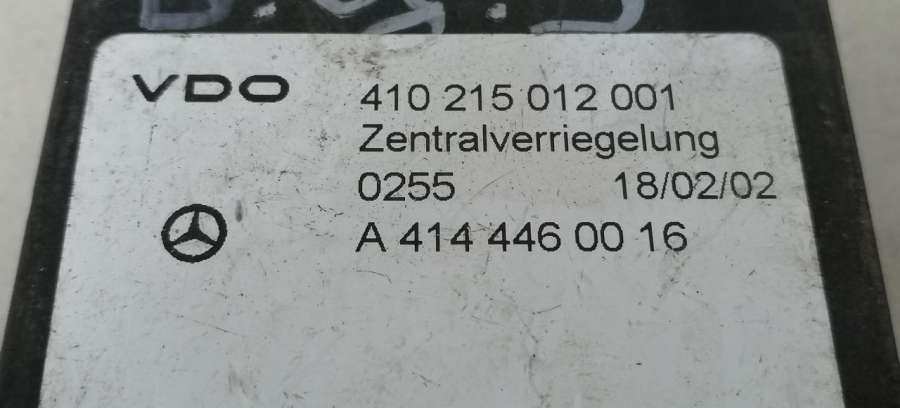 VDO 410 215 012 001
Zentralverriegelung
0255 18/02/02
A 414 446 00 16